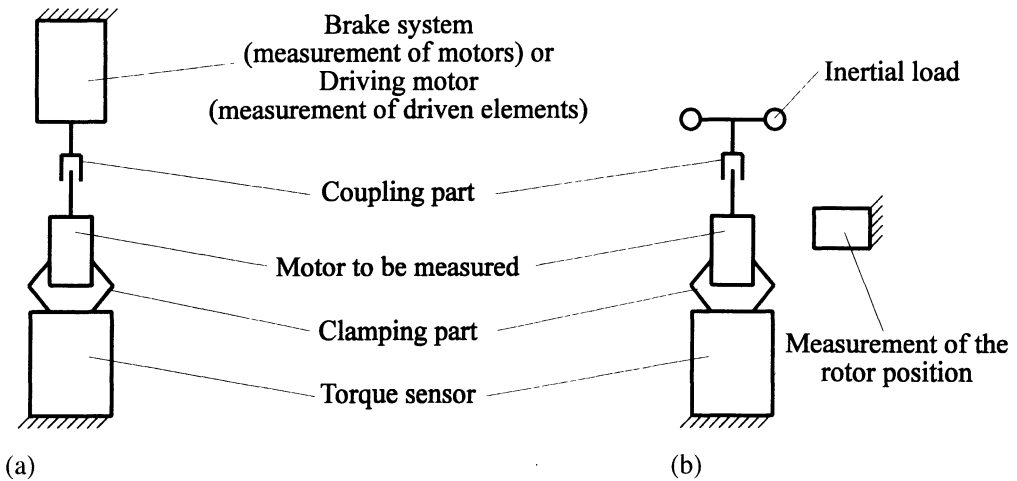 Brake system
(measurement of motors) or
Driving motor
(measurement of driven elements)
Inertial load
Coupling part
Motor to be measured
Clamping part
Measurement of the
rotor position
Torque sensor
(a)
(b)